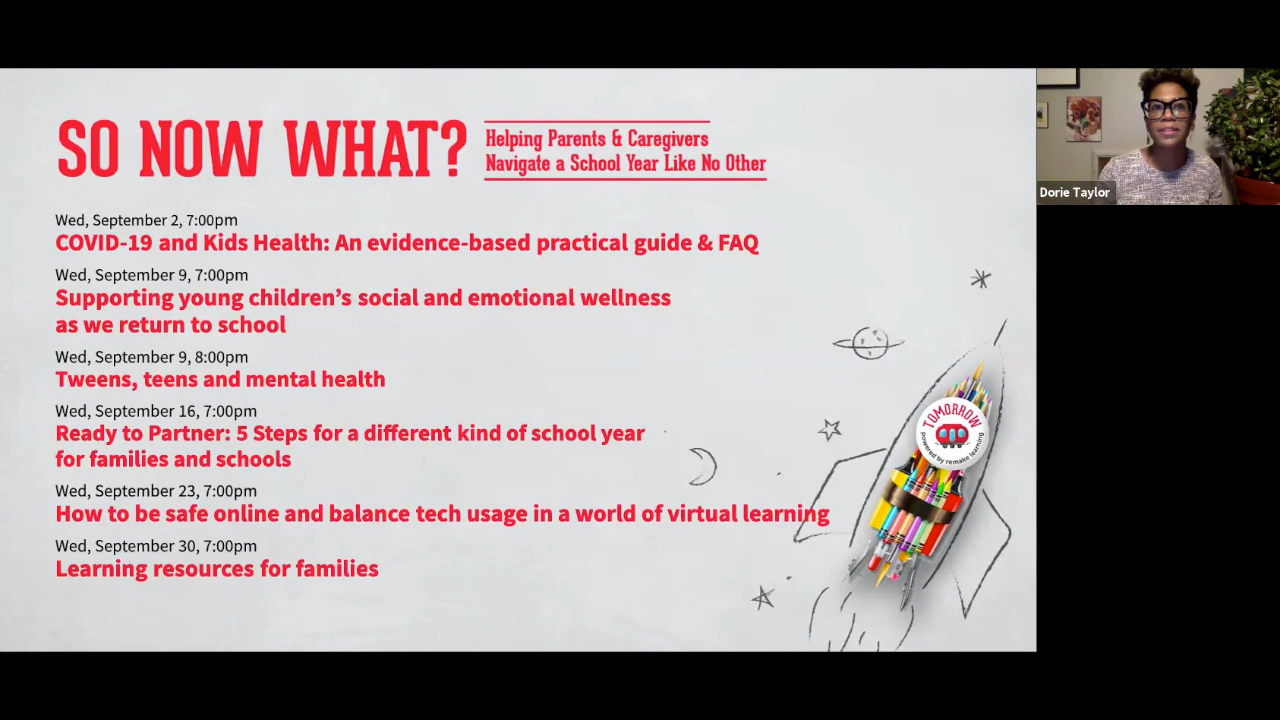 SO NOW WHAT?
Helping Parents & Caregivers
Navigate a School Year Like No Other
Wed, September 2, 7:00pm
COVID-19 and Kids Health: An evidence-based practical guide & FAQ
Wed, September 9, 7:00pm
Supporting young children’s social and emotional wellness
as we return to school
Wed, September 9, 8:00pm
Tweens, teens and mental health
Wed, September 16, 7:00pm
Ready to Partner: 5 Steps for a different kind of school year
for families and schools
Wed, September 23, 7:00pm
How to be safe online and balance tech usage in a world of virtual learning
Wed, September 30, 7:00pm
Learning resources for families
TOMORROW
powered by remake learning
Dorie Taylor